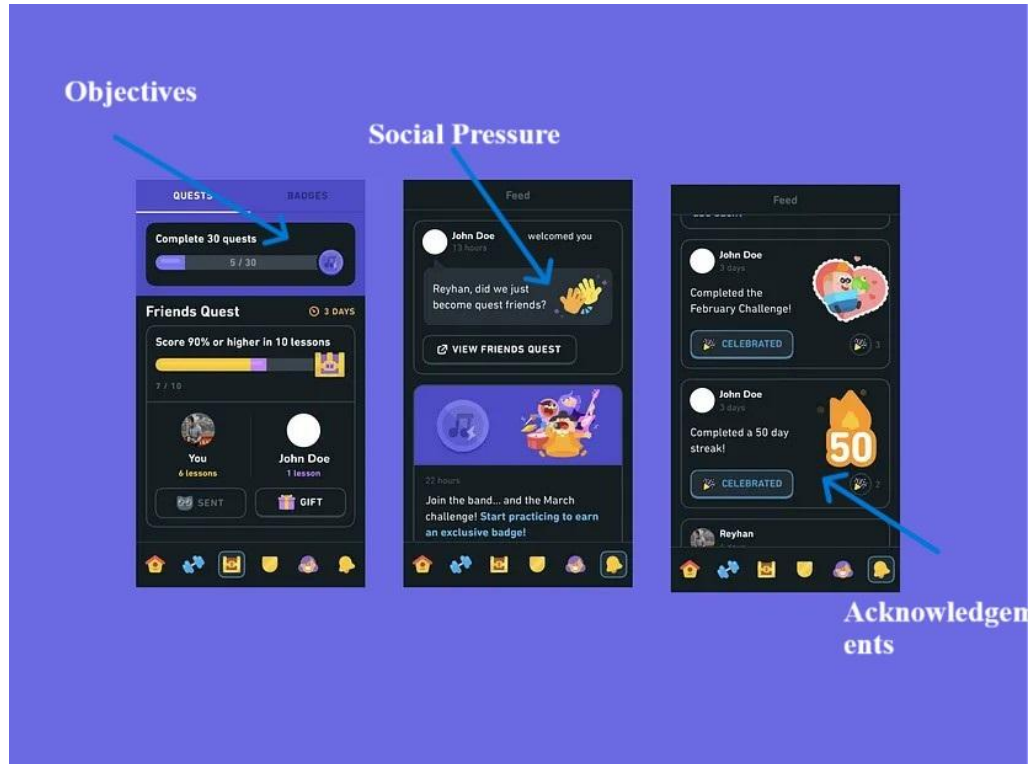 Objectives
Social Pressure
QUESTS
BADGES
Complete 30 quests
5 / 30
Friends Quest
3 DAYS
Score 90% or higher in 10 lessons
7 / 10
You
6 lessons
John Doe
1 lesson
SENT
GIFT
Feed
John Doe
welcomed you
13 hours
Reyhan, did we just
become quest friends?
VIEW FRIENDS QUEST
22 hours
Join the band... and the March
challenge! Start practicing to earn
an exclusive badge!
Feed
John Doe
3 days
Completed the
February Challenge!
CELEBRATED
3
John Doe
3 days
Completed a 50 day
streak!
50
CELEBRATED
2
Reyhan
Acknowledgem
ents